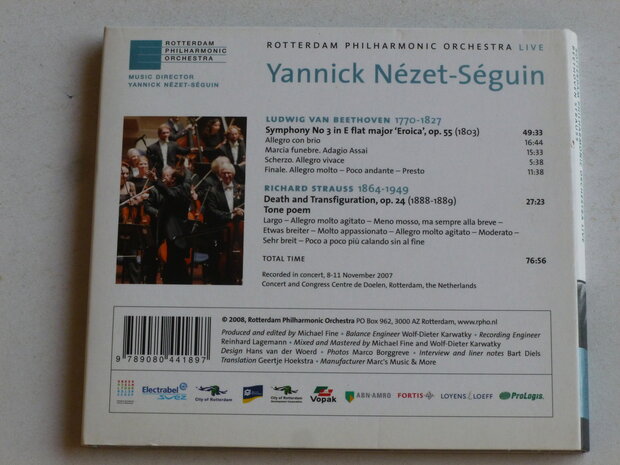 ROTTERDAM
PHILHARMONIC
ORCHESTRA
MUSIC DIRECTOR
YANNICK NÉZET-SÉGUIN
ROTTERDAM PHILHARMONIC ORCHESTRA LIVE
Yannick Nézet-Séguin
LUDWIG VAN BEETHOVEN 1770-1827
Symphony No 3 in E flat major 'Eroica', op. 55 (1803) 49:33
Allegro con brio 16:44
Marcia funebre. Adagio Assai 15:33
Scherzo. Allegro vivace 5:38
Finale. Allegro molto – Poco andante – Presto 11:38
RICHARD STRAUSS 1864-1949
Death and Transfiguration, op. 24 (1888-1889) 27:23
Tone poem
Largo – Allegro molto agitato – Meno mosso, ma sempre alla breve –
Etwas breiter – Molto appassionato – Allegro molto agitato – Moderato –
Sehr breit – Poco a poco più calando sin al fine
TOTAL TIME 76:56
Recorded in concert, 8-11 November 2007
Concert and Congress Centre de Doelen, Rotterdam, the Netherlands
© 2008, Rotterdam Philharmonic Orchestra PO Box 962, 3000 AZ Rotterdam, www.rpho.nl
Produced and edited by Michael Fine • Balance Engineer Wolf-Dieter Karwatky • Recording Engineer
Reinhard Lagemann • Mixed and Mastered by Michael Fine and Wolf-Dieter Karwatky
Design Hans van der Woerd • Photos Marco Borggreve • Interview and liner notes Bart Diels
Translation Geertje Hoekstra • Manufacturer Marc's Music & More
9 789080 441897
Electrabel
SUEZ
City of Rotterdam
City of Rotterdam
Vopak
ABN·AMRO
FORTIS
LOYENS & LOEFF
ProLogis